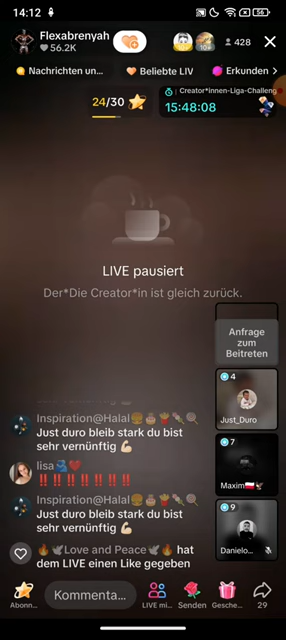 14:12
56
Flexabrenyah
56.2K
10+
428
Nachrichten un...
Beliebte LIV
Erkunden
24/30
Creator*innen-Liga-Challeng
15:48:08
LIVE pausiert
Der*Die Creator*in ist gleich zurück.
Anfrage
zum
Beitreten
4
Just_Duro
7
Maxim🇵🇱🕊
9
Danielo...
Inspiration@Halal🍔🎂🍟🍡🍬🍭
Just duro bleib stark du bist
sehr vernünftig 💪🏻
lisa🫂❤️
‼️‼️‼️‼️‼️‼️‼️
Inspiration@Halal🍔🎂🍟🍡🍬🍭
Just duro bleib stark du bist
sehr vernünftig 💪🏻
🔥🕊Love and Peace🕊🔥 hat
dem LIVE einen Like gegeben
Abonn...
Kommenta...
LIVE mi...
Senden
Gesche...
29